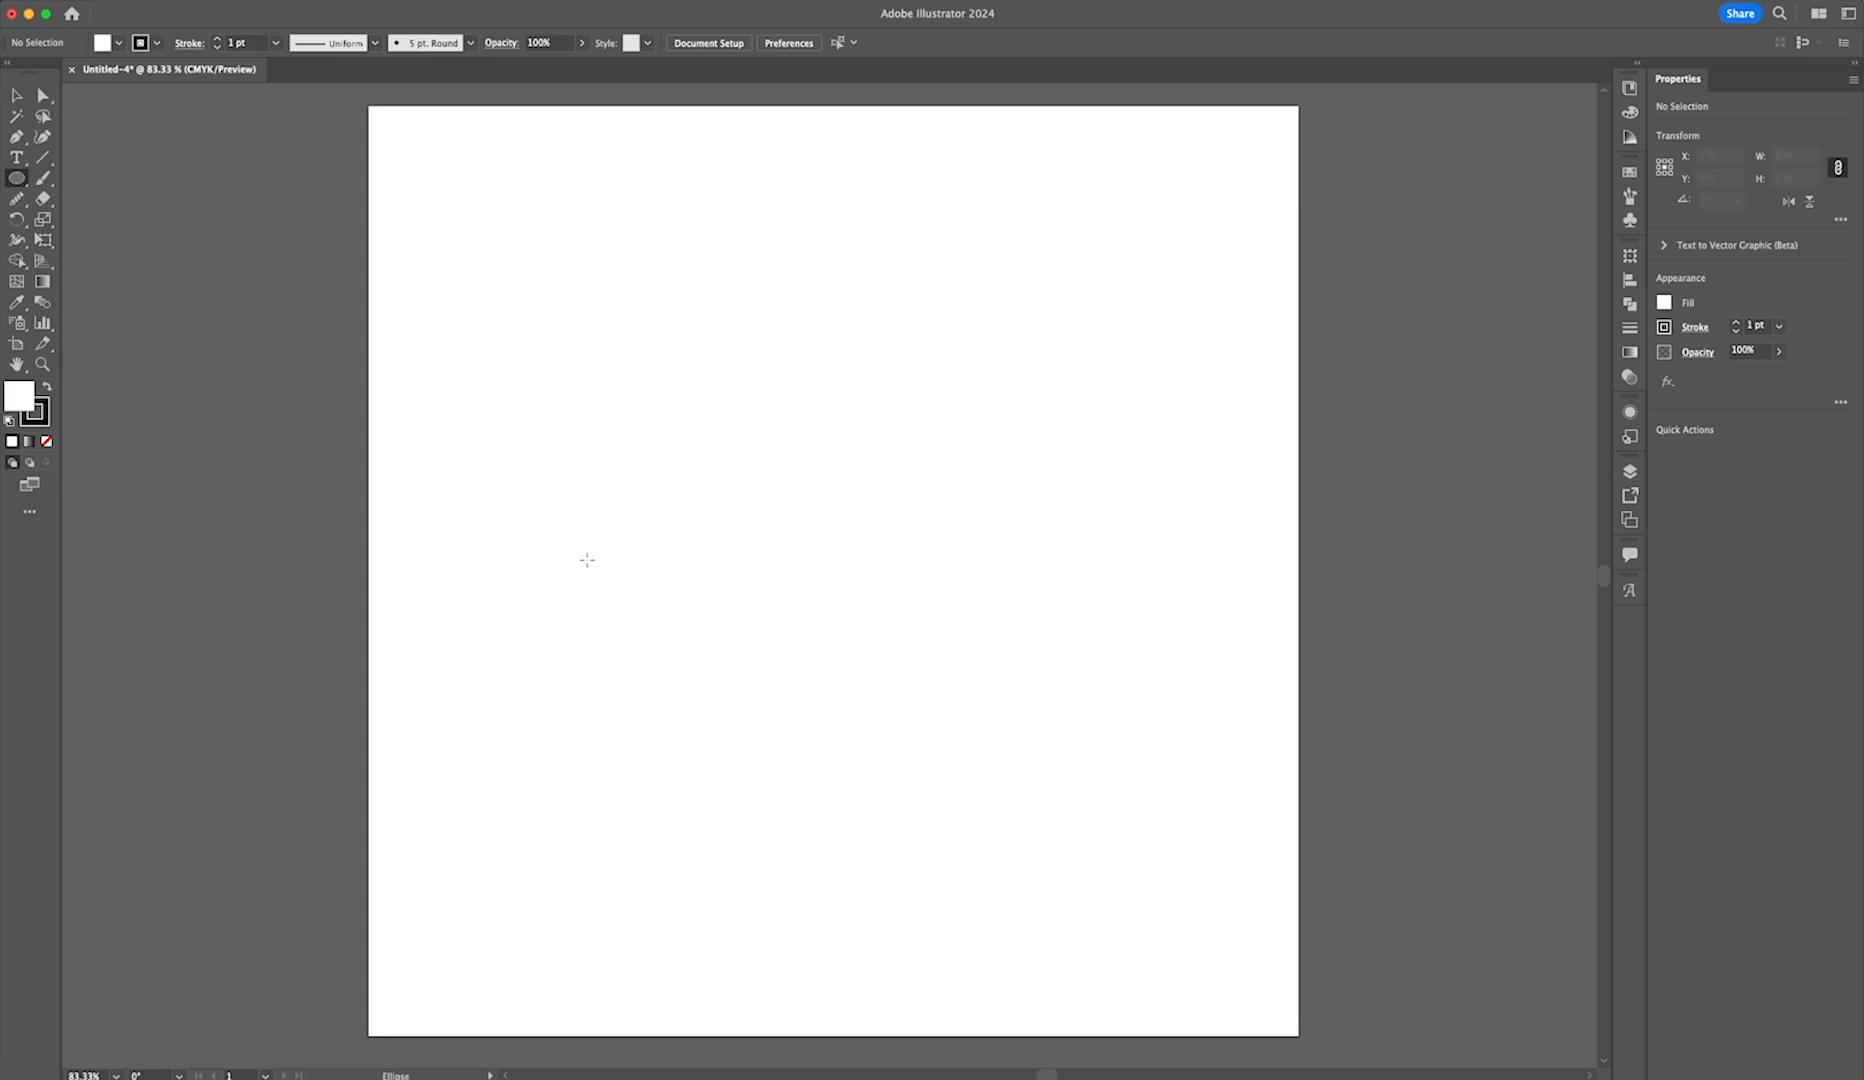 Adobe Illustrator 2024
Share
No Selection
Stroke:
1 pt
Uniform
5 pt. Round
Opacity:
100%
Style:
Document Setup
Preferences
Untitled-4* @ 83.33 % (CMYK/Preview)
Properties
No Selection
Transform
X:
W:
Y:
H:
Text to Vector Graphic (Beta)
Appearance
Fill
Stroke
1 pt
Opacity
100%
fx.
Quick Actions
83.33%
0°
1
Ellipse